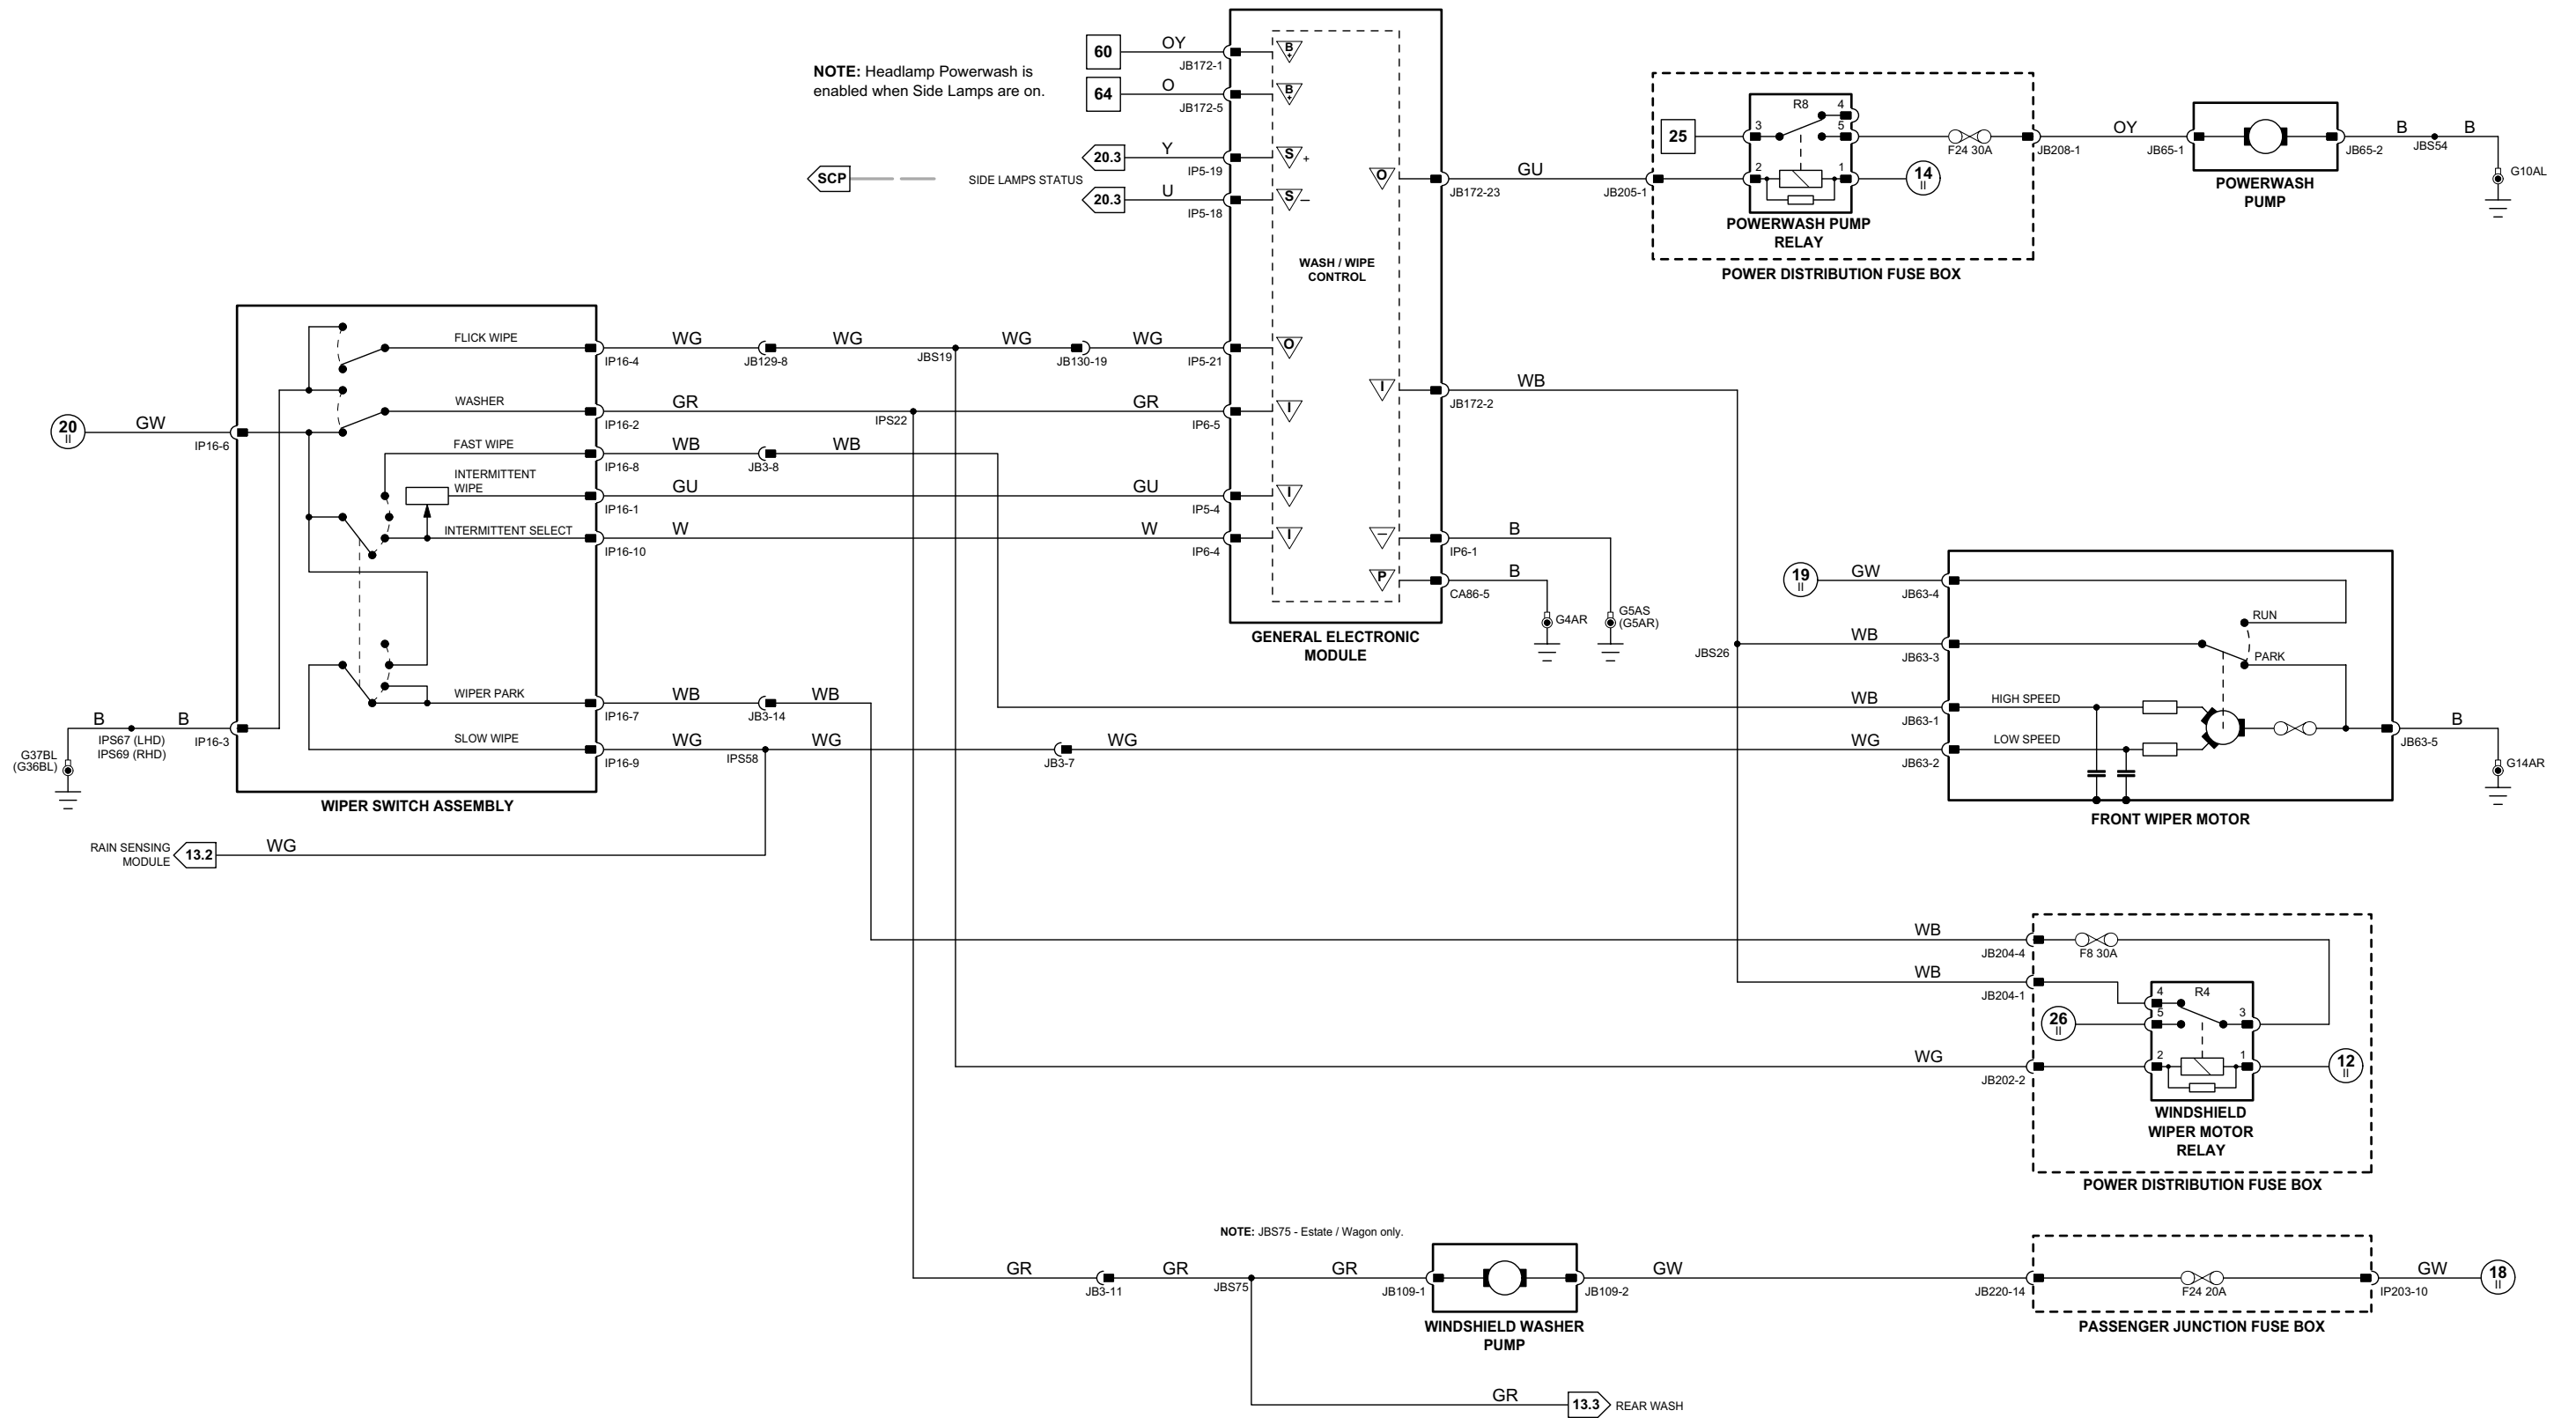 NOTE: Headlamp Powerwash is
enabled when Side Lamps are on.
60
OY
JB172-1
B
+
64
O
JB172-5
B
+
20.3
Y
IP5-19
S
+
SCP
SIDE LAMPS STATUS
20.3
U
IP5-18
S
–
O
JB172-23
GU
JB205-1
25
R8
3
4
5
2
1
14
II
F24 30A
JB208-1
OY
JB65-1
JB65-2
B
JBS54
B
G10AL
POWERWASH
PUMP
POWERWASH PUMP
RELAY
POWER DISTRIBUTION FUSE BOX
WASH / WIPE
CONTROL
FLICK WIPE
IP16-4
WG
JB129-8
WG
JBS19
WG
JB130-19
WG
IP5-21
O
I
JB172-2
WB
20
II
GW
IP16-6
WASHER
IP16-2
GR
IPS22
GR
IP6-5
I
FAST WIPE
IP16-8
WB
JB3-8
WB
INTERMITTENT
WIPE
IP16-1
GU
GU
IP5-4
I
INTERMITTENT SELECT
IP16-10
W
W
IP6-4
I
–
IP6-1
B
P
CA86-5
B
G4AR
G5AS
(G5AR)
GENERAL ELECTRONIC
MODULE
19
II
GW
JB63-4
RUN
JBS26
WB
JB63-3
PARK
WB
JB63-1
HIGH SPEED
WG
JB63-2
LOW SPEED
JB63-5
B
G14AR
FRONT WIPER MOTOR
WIPER PARK
IP16-7
WB
JB3-14
WB
B
IPS67 (LHD)
IPS69 (RHD)
B
IP16-3
G37BL
(G36BL)
SLOW WIPE
IP16-9
WG
IPS58
WG
JB3-7
WG
WIPER SWITCH ASSEMBLY
RAIN SENSING
MODULE
13.2
WG
WB
JB204-4
F8 30A
WB
JB204-1
4
R4
5
3
26
II
WG
JB202-2
2
1
12
II
WINDSHIELD
WIPER MOTOR
RELAY
POWER DISTRIBUTION FUSE BOX
NOTE: JBS75 - Estate / Wagon only.
GR
JB3-11
GR
JBS75
GR
JB109-1
JB109-2
GW
JB220-14
F24 20A
IP203-10
GW
18
II
WINDSHIELD WASHER
PUMP
PASSENGER JUNCTION FUSE BOX
GR
13.3
REAR WASH